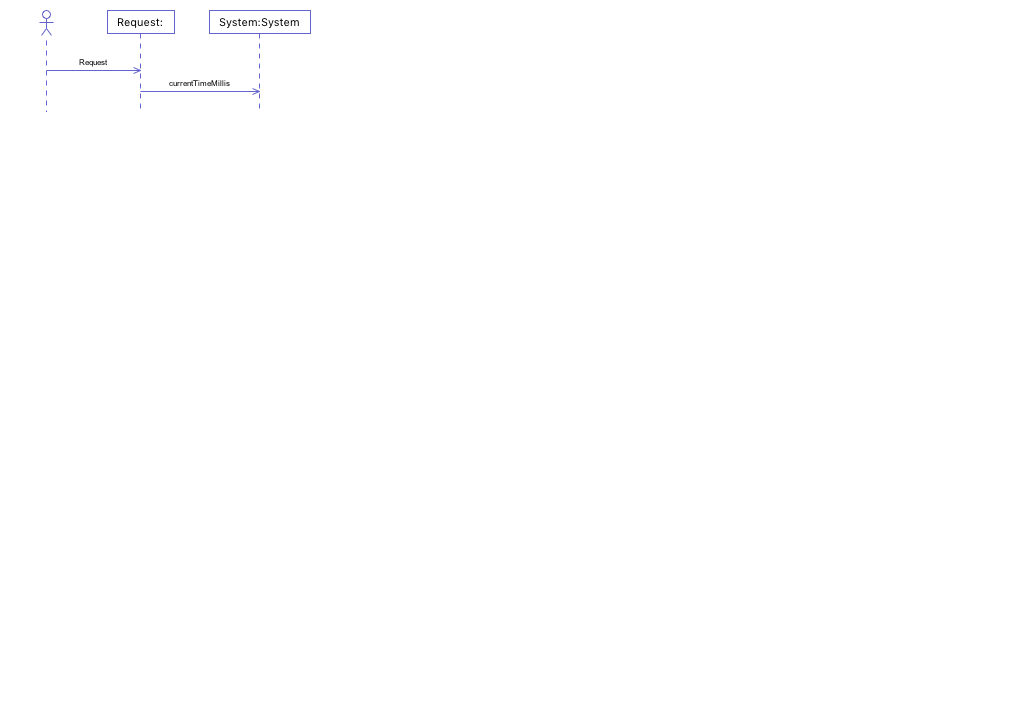 Request:
System:System
Request
currentTimeMillis